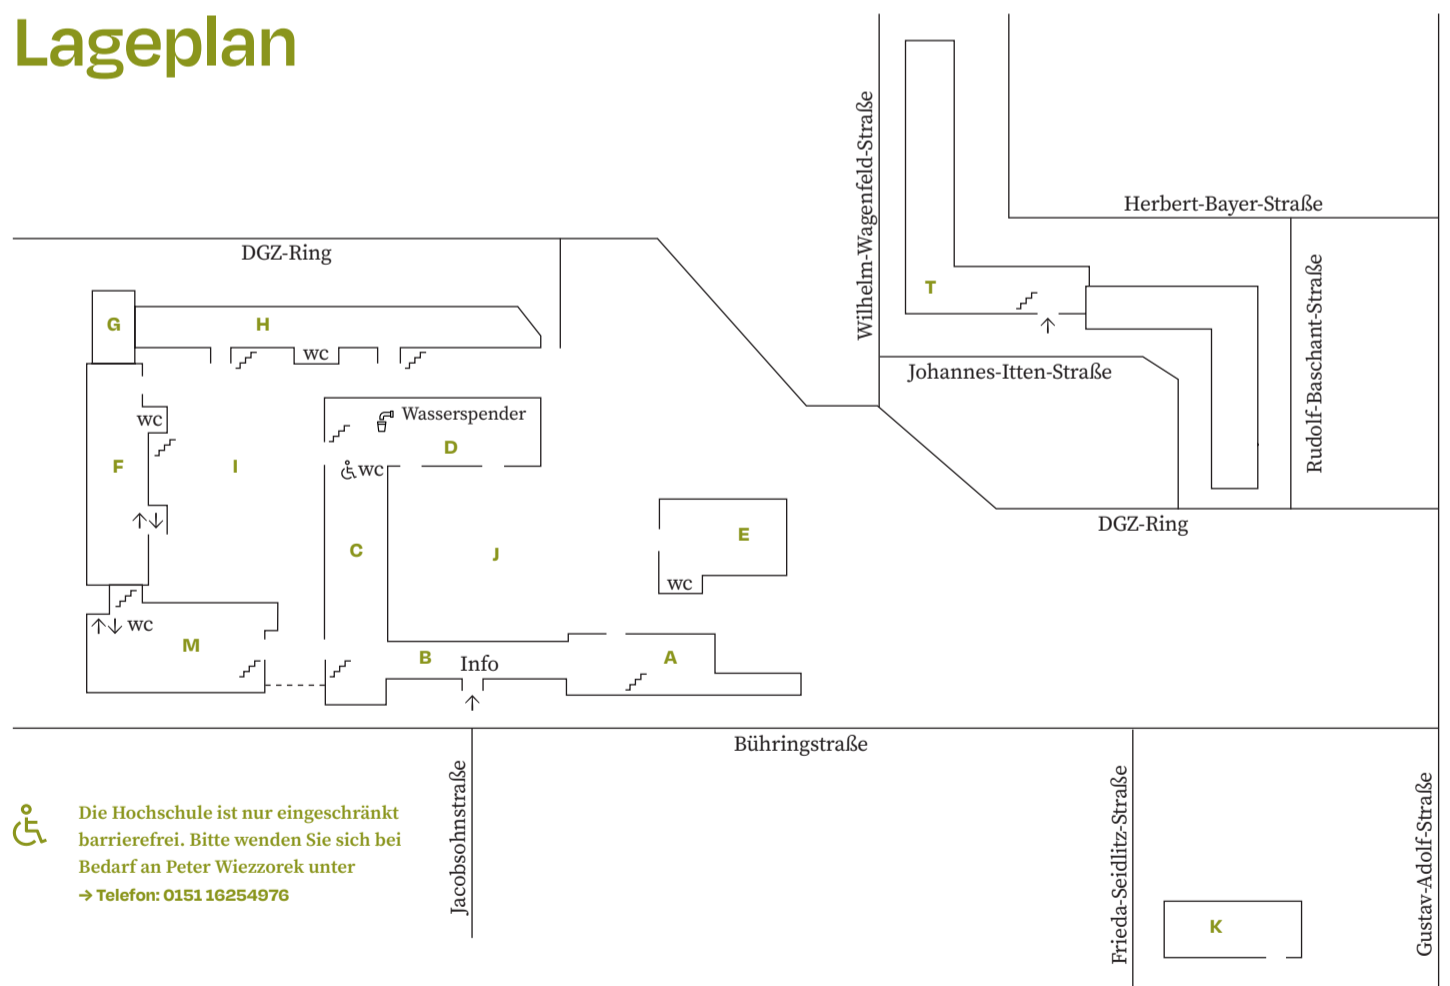 Lageplan
Wilhelm-Wagenfeld-Straße
Herbert-Bayer-Straße
DGZ-Ring
Rudolf-Baschant-Straße
T
G
H
wc
Johannes-Itten-Straße
wc
Wasserspender
D
F
I
wc
DGZ-Ring
C
J
E
wc
wc
M
B
Info
A
Bühringstraße
Jacobsohnstraße
Frieda-Seidlitz-Straße
Gustav-Adolf-Straße
Die Hochschule ist nur eingeschränkt
barrierefrei. Bitte wenden Sie sich bei
Bedarf an Peter Wiezzorek unter
→ Telefon: 0151 16254976
K